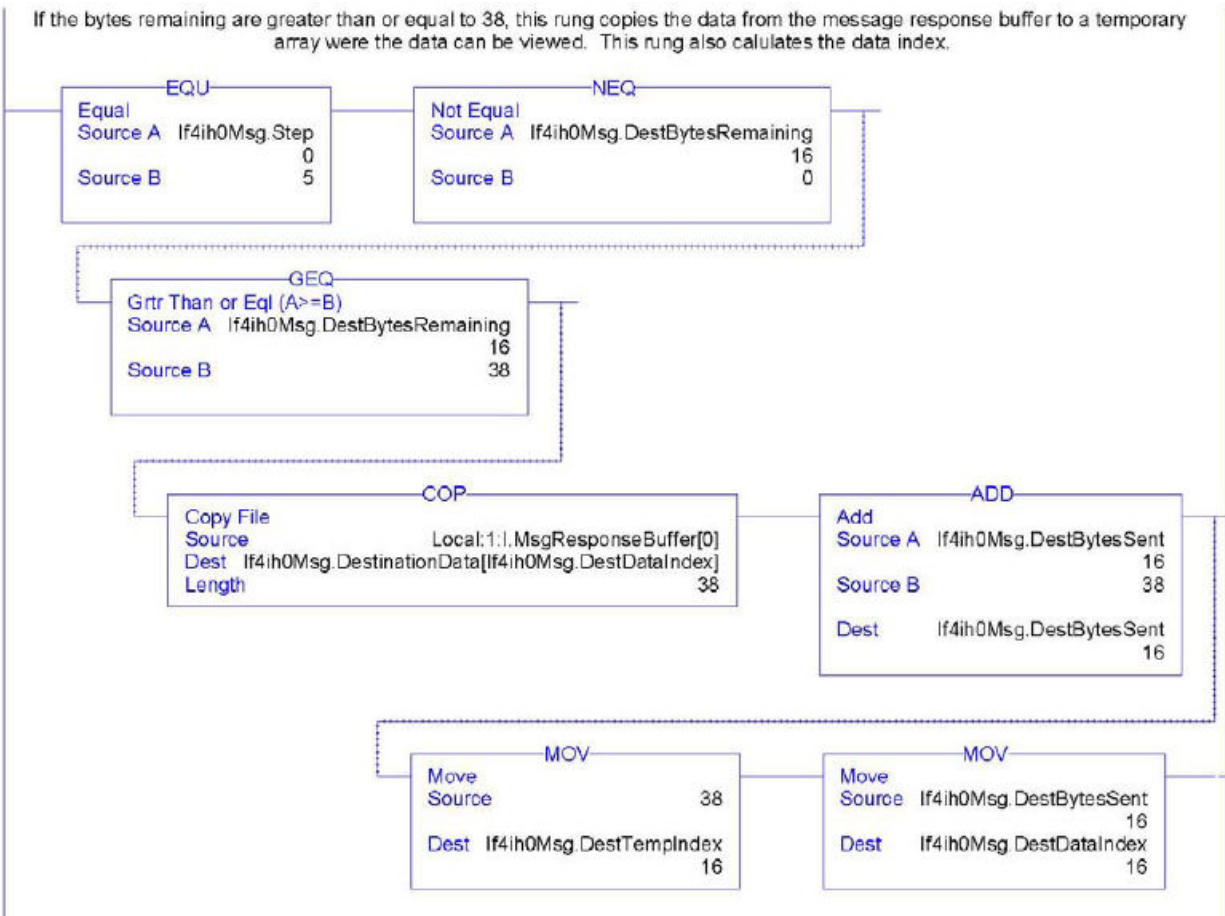 If the bytes remaining are greater than or equal to 38, this rung copies the data from the message response buffer to a temporary
array were the data can be viewed. This rung also calulates the data index.
EQU
Equal
Source A If4ih0Msg.Step
0
Source B 5
NEQ
Not Equal
Source A If4ih0Msg.DestBytesRemaining
16
Source B 0
GEQ
Grtr Than or Eql (A>=B)
Source A If4ih0Msg.DestBytesRemaining
16
Source B 38
COP
Copy File
Source Local:1:I.MsgResponseBuffer[0]
Dest If4ih0Msg.DestinationData[If4ih0Msg.DestDataIndex]
Length 38
ADD
Add
Source A If4ih0Msg.DestBytesSent
16
Source B 38
Dest If4ih0Msg.DestBytesSent
16
MOV
Move
Source 38
Dest If4ih0Msg.DestTempIndex
16
MOV
Move
Source If4ih0Msg.DestBytesSent
16
Dest If4ih0Msg.DestDataIndex
16